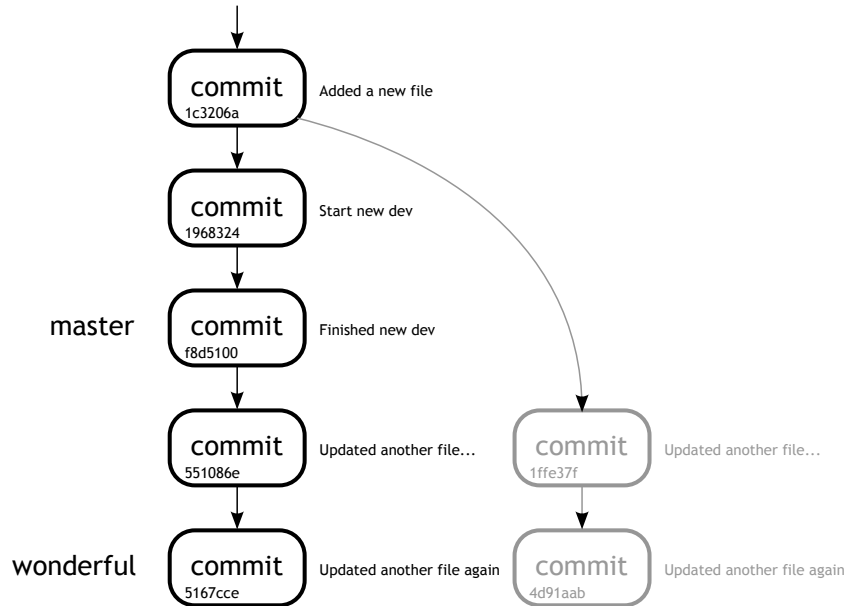 commit
1c3206a
Added a new file
commit
1968324
Start new dev
master
commit
f8d5100
Finished new dev
commit
551086e
Updated another file...
commit
1ffe37f
Updated another file...
wonderful
commit
5167cce
Updated another file again
commit
4d91aab
Updated another file again